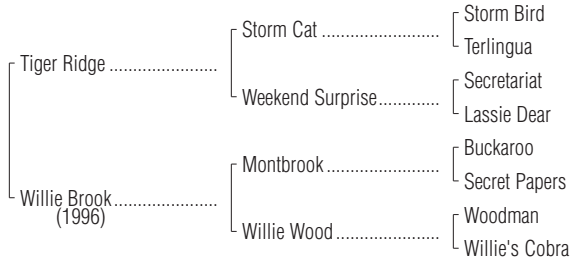 Storm Bird
Storm Cat ........................
Terlingua
Tiger Ridge ......................
Secretariat
Weekend Surprise.............
Lassie Dear
Buckaroo
Montbrook .......................
Secret Papers
Willie Brook .....................
(1996)
Woodman
Willie Wood .....................
Willie's Cobra